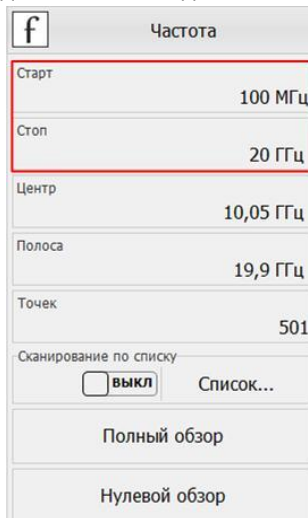 f Частота
Старт
100 МГц
Стоп
20 ГГц
Центр
10,05 ГГц
Полоса
19,9 ГГц
Точек
501
Сканирование по списку
ВЫКЛ Список...
Полный обзор
Нулевой обзор